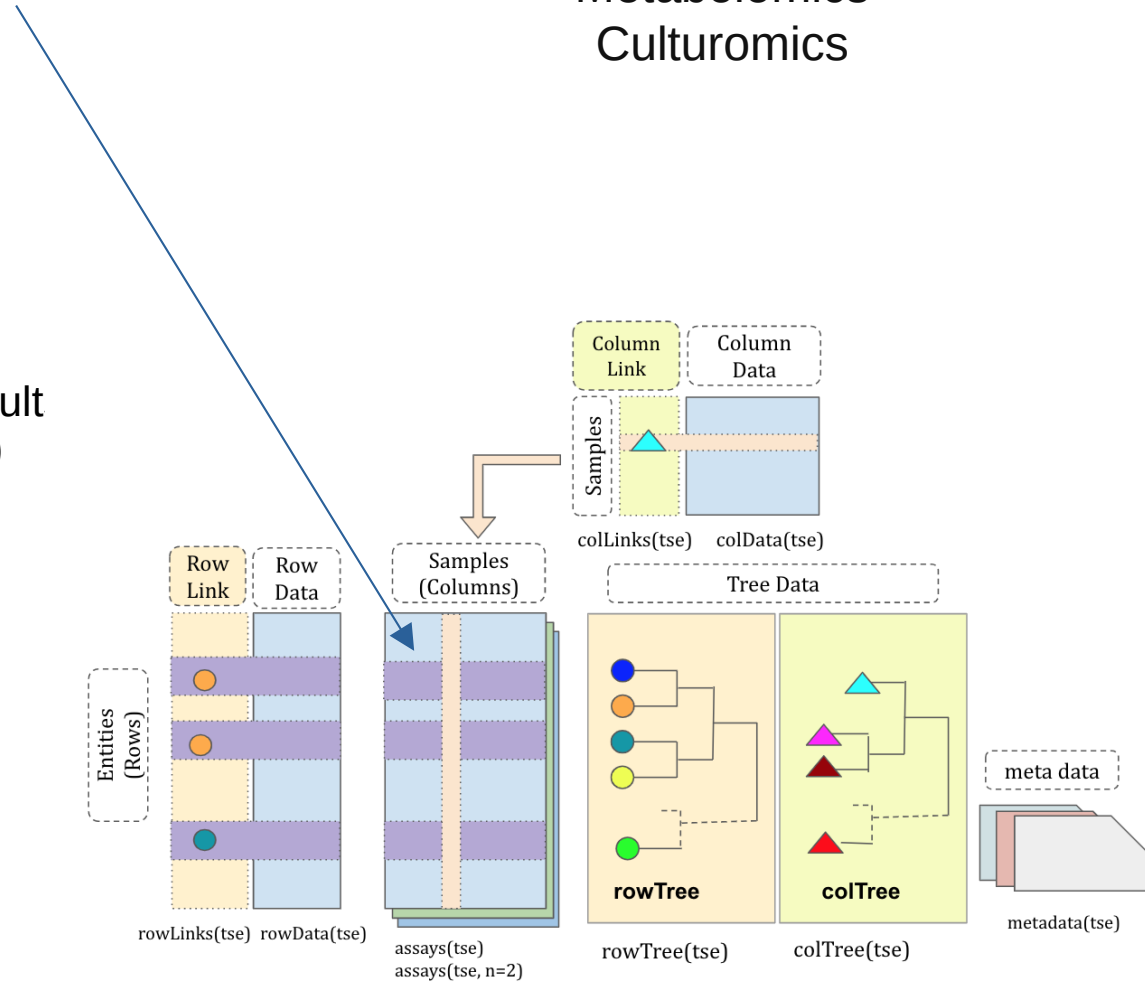 Metabolomics
Culturomics
ult
)
Column
Link
Column
Data
Samples
colLinks(tse)
colData(tse)
Row
Link
Row
Data
Samples
(Columns)
Tree Data
Entities
(Rows)
rowTree
colTree
meta data
rowLinks(tse)
rowData(tse)
assays(tse)
assays(tse, n=2)
rowTree(tse)
colTree(tse)
metadata(tse)